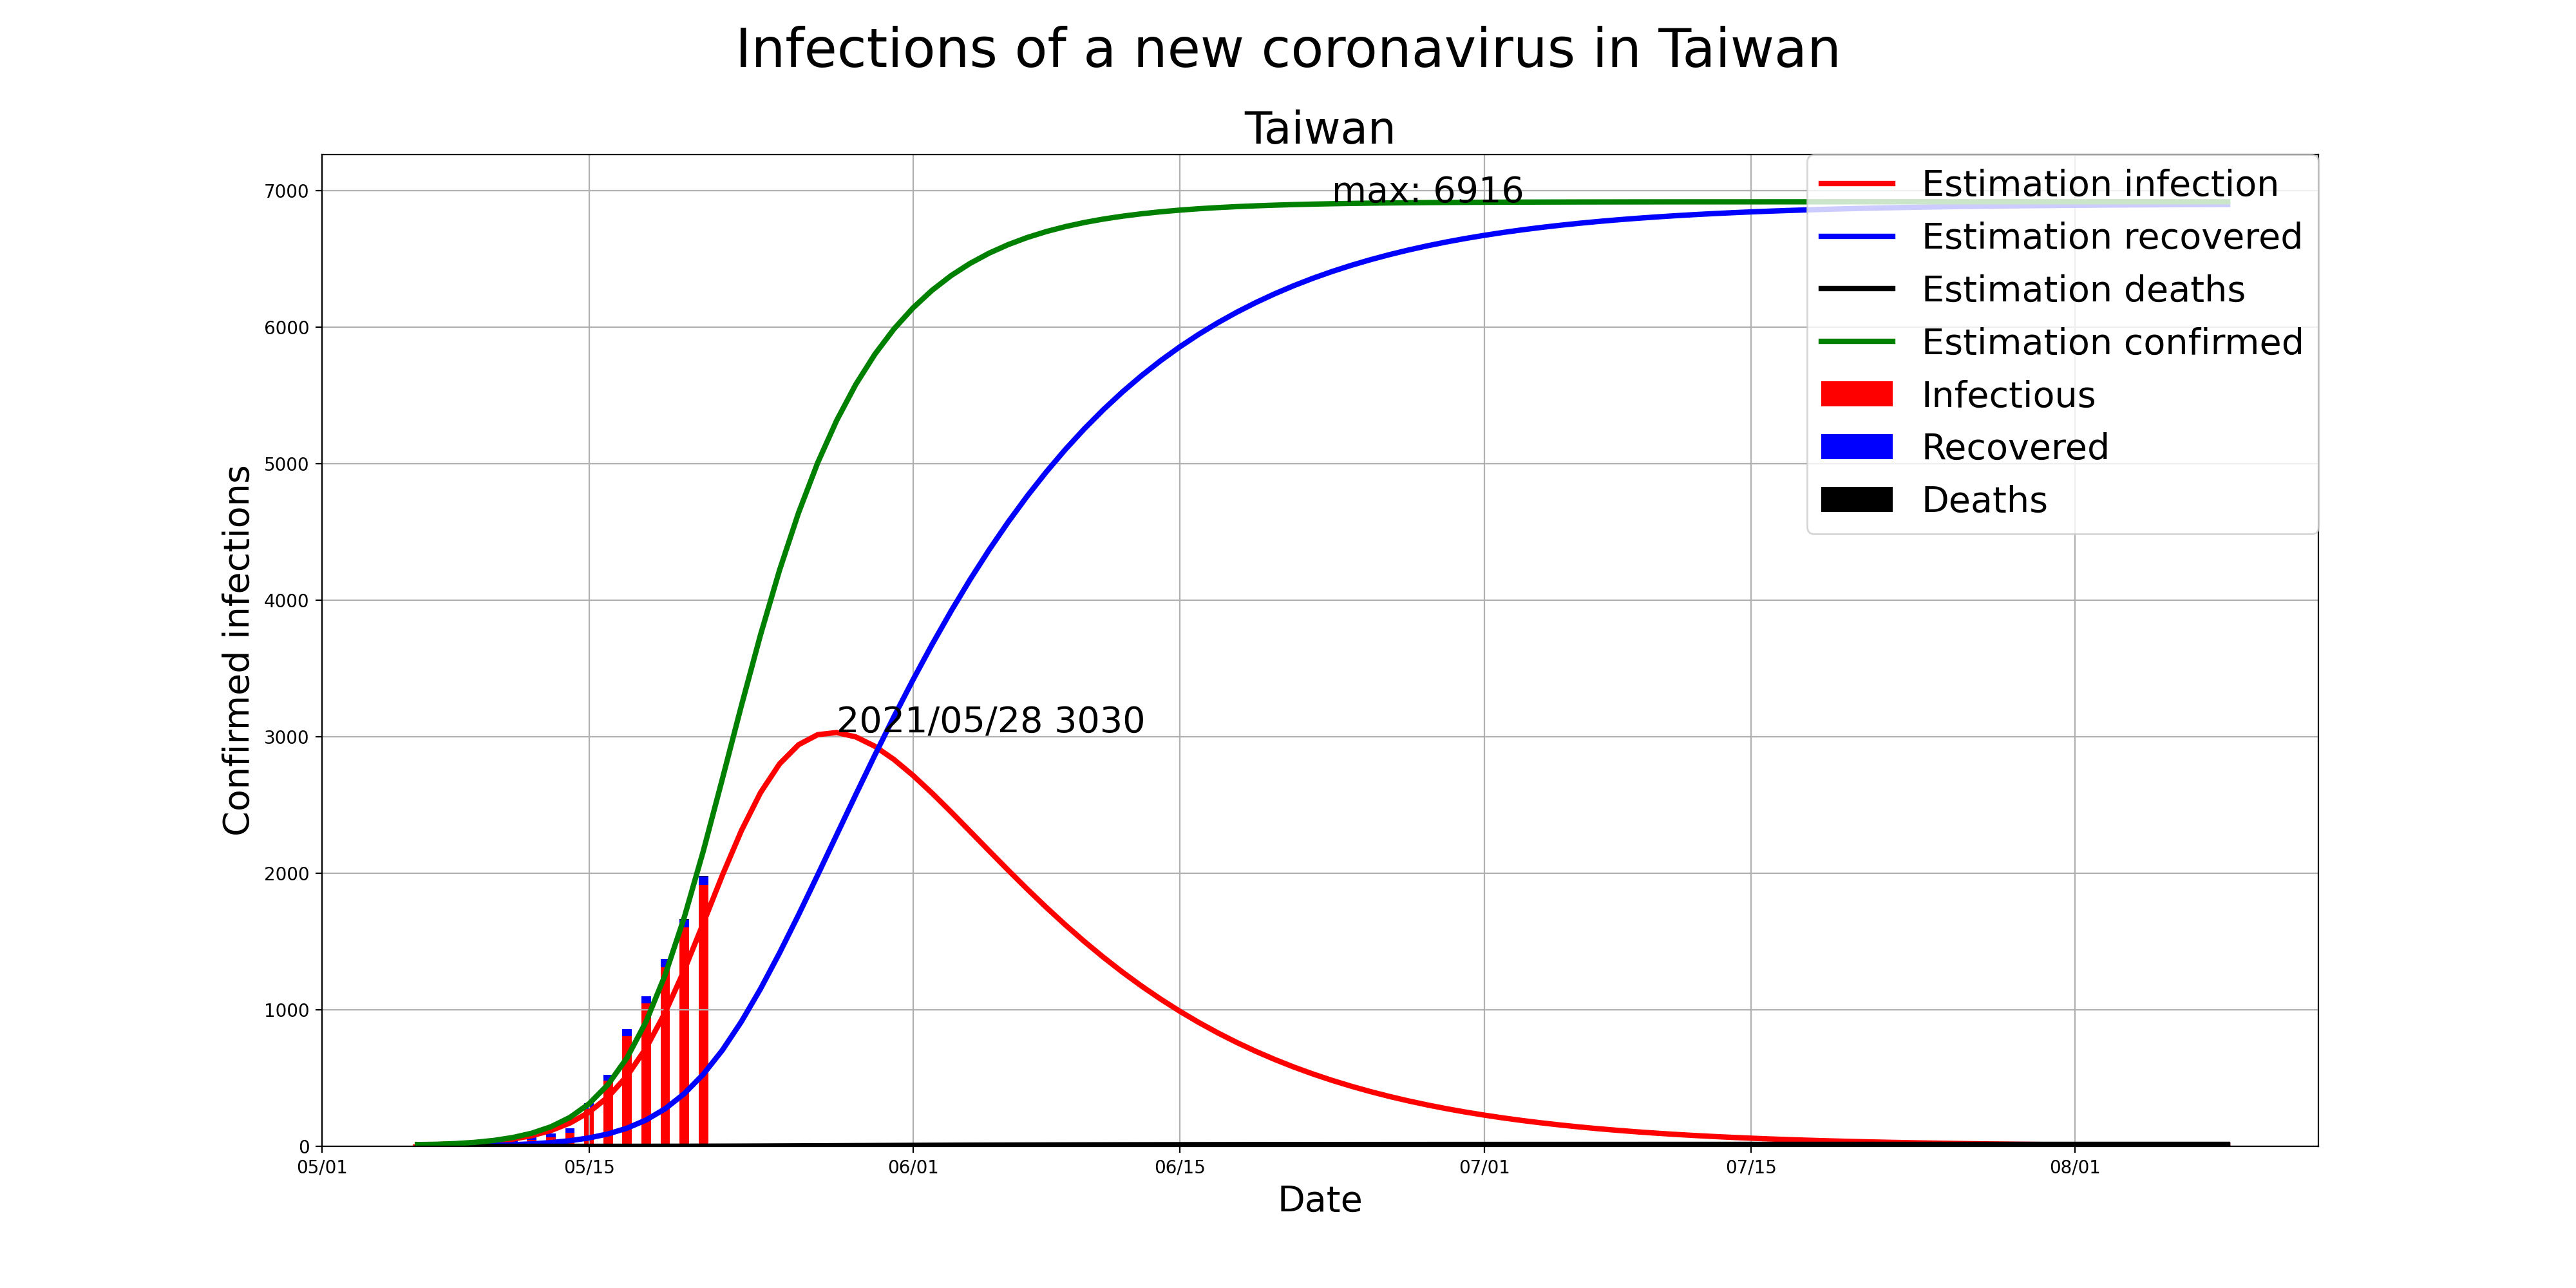 Infections of a new coronavirus in Taiwan
Taiwan
max: 6916
2021/05/28 3030
Estimation infection
Estimation recovered
Estimation deaths
Estimation confirmed
Infectious
Recovered
Deaths
Confirmed infections
7000
6000
5000
4000
3000
2000
1000
0
05/01
05/15
06/01
06/15
07/01
07/15
08/01
Date